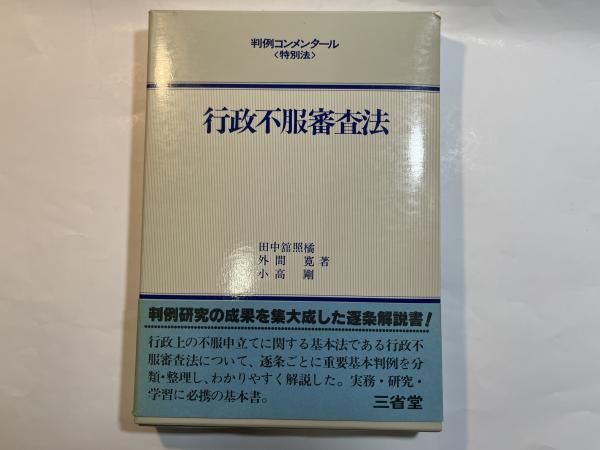 判例コンメンタール
〈特別法〉
行政不服審査法
田中舘照橘
外間 寛 著
小高 剛
判例研究の成果を集大成した逐条解説書!
行政上の不服申立てに関する基本法である行政不
服審査法について、逐条ごとに重要基本判例を分
類・整理し、わかりやすく解説した。実務・研究・
学習に必携の基本書。
三省堂